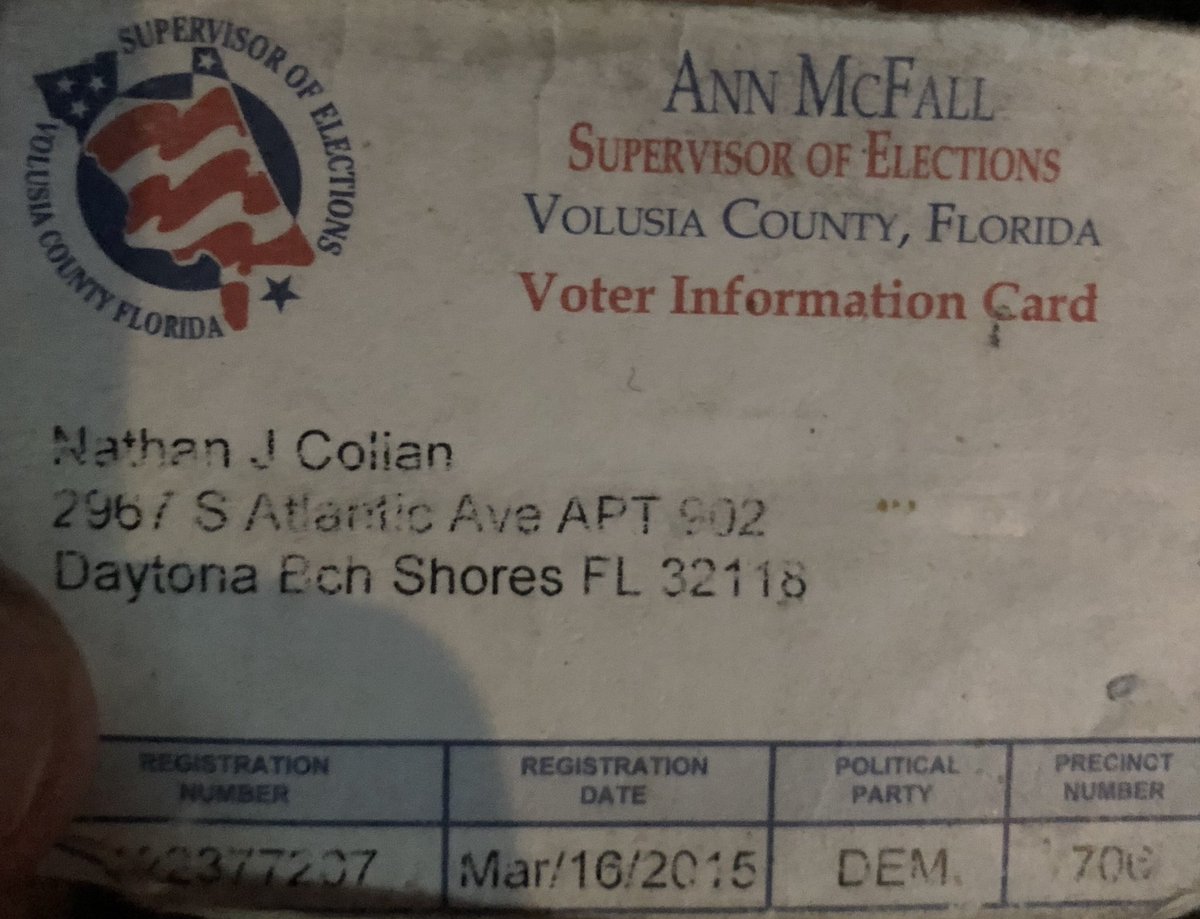 SUPERVISOR OF ELECTIONS
VOLUSIA COUNTY FLORIDA
ANN MCFALL
SUPERVISOR OF ELECTIONS
VOLUSIA COUNTY, FLORIDA
Voter Information Card
Nathan J Colian
2967 S Atlantic Ave APT 902
Daytona Bch Shores FL 32118
REGISTRATION NUMBER REGISTRATION DATE POLITICAL PARTY PRECINCT NUMBER
Mar/16/2015 DEM.